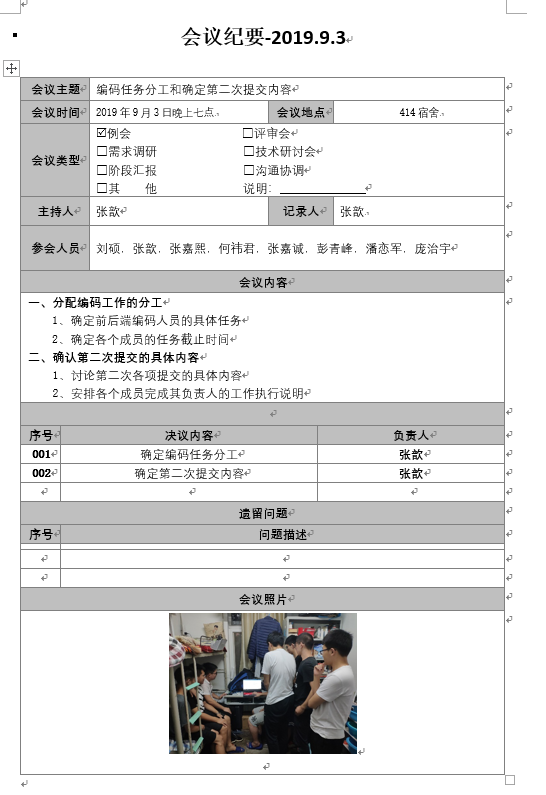 会议纪要-2019.9.3
会议主题 编码任务分工和确定第二次提交内容
会议时间 2019年9月3日晚上七点 会议地点 414宿舍
会议类型 ☑例会 □评审会
□需求调研 □技术研讨会
□阶段汇报 □沟通协调
□其 他 说明:
主持人 张歆 记录人 张歆
参会人员 刘硕，张歆，张嘉熙，何祎君，张嘉诚，彭青峰，潘恋军，庞治宇
会议内容
一、分配编码工作的分工
1、确定前后端编码人员的具体任务
2、确定各个成员的任务截止时间
二、确认第二次提交的具体内容
1、讨论第二次各项提交的具体内容
2、安排各个成员完成其负责人的工作执行说明
序号 决议内容 负责人
001 确定编码任务分工 张歆
002 确定第二次提交内容 张歆
遗留问题
序号 问题描述
会议照片